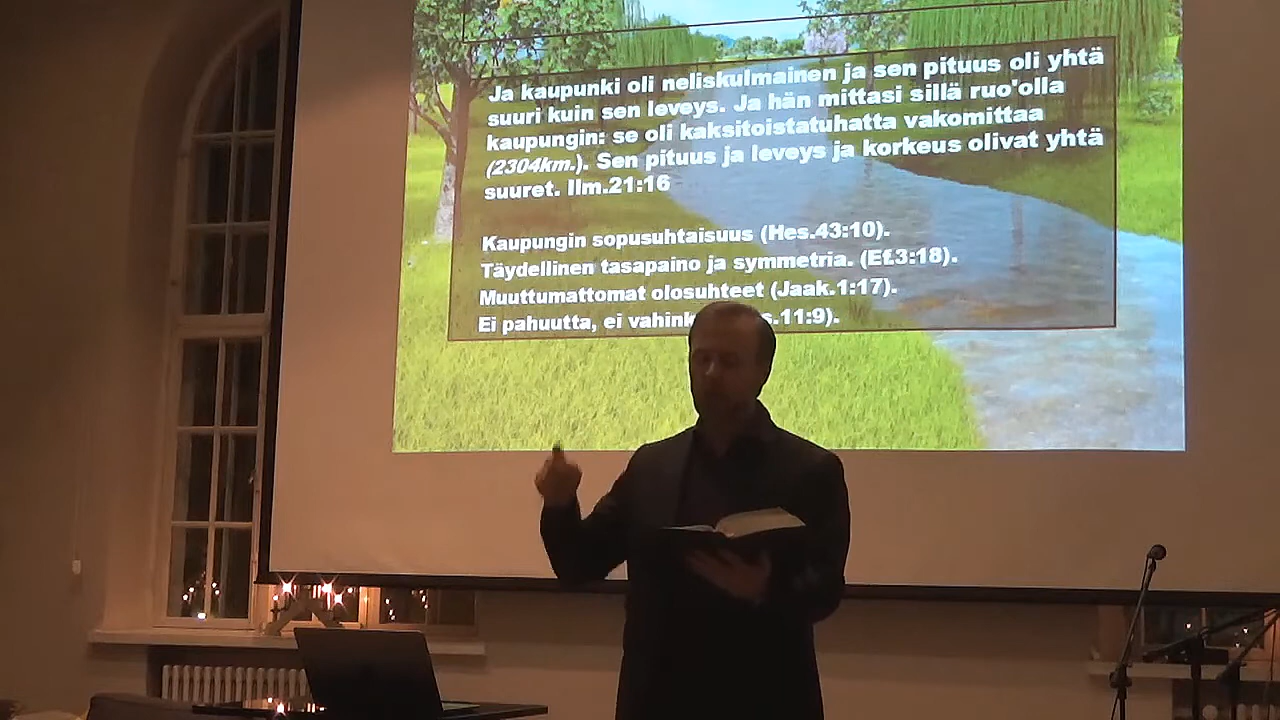 Ja kaupunki oli neliskulmainen ja sen pituus oli yhtä
suuri kuin sen leveys. Ja hän mittasi sillä ruo'olla
kaupungin: se oli kaksitoistatuhatta vakomittaa
(2304km.). Sen pituus ja leveys ja korkeus olivat yhtä
suuret. Ilm.21:16
Kaupungin sopusuhtaisuus (Hes.43:10).
Täydellinen tasapaino ja symmetria. (Ef.3:18).
Muuttumattomat olosuhteet (Jaak.1:17).
Ei pahuutta, ei s.11:9).